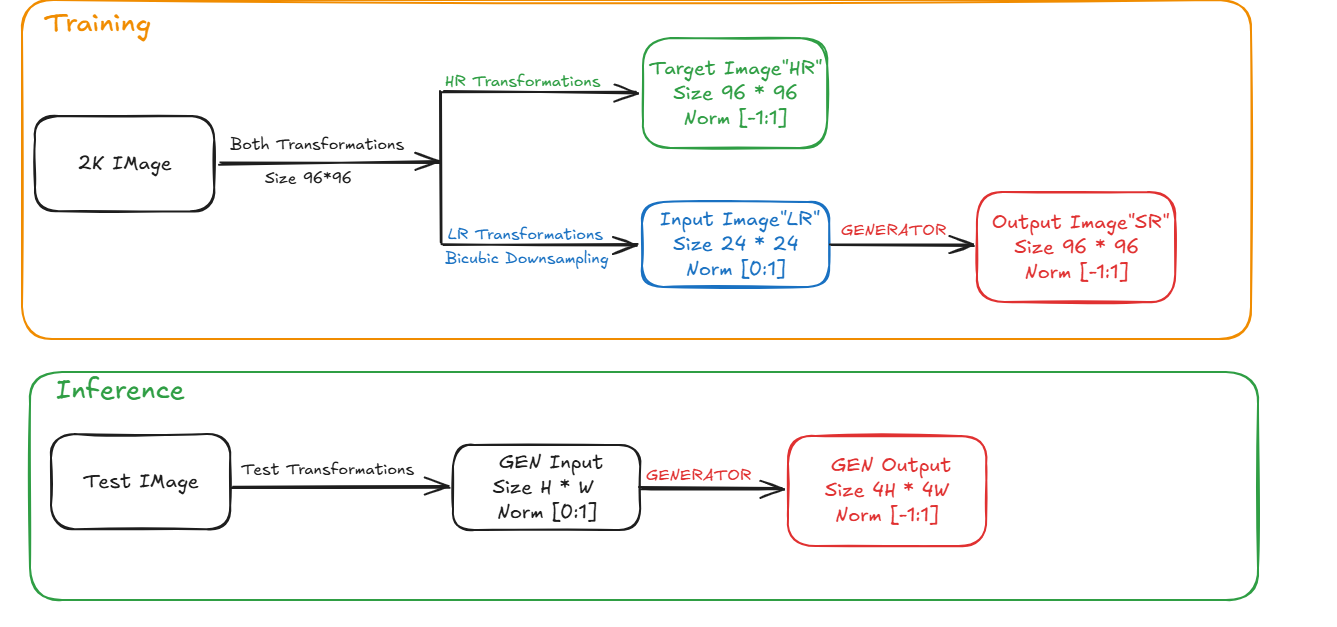 Training
2K IMage
Both Transformations
Size 96*96
HR Transformations
Target Image"HR"
Size 96 * 96
Norm [-1:1]
LR Transformations
Bicubic Downsampling
Input Image"LR"
Size 24 * 24
Norm [0:1]
GENERATOR
Output Image"SR"
Size 96 * 96
Norm [-1:1]
Inference
Test IMage
Test Transformations
GEN Input
Size H * W
Norm [0:1]
GENERATOR
GEN Output
Size 4H * 4W
Norm [-1:1]